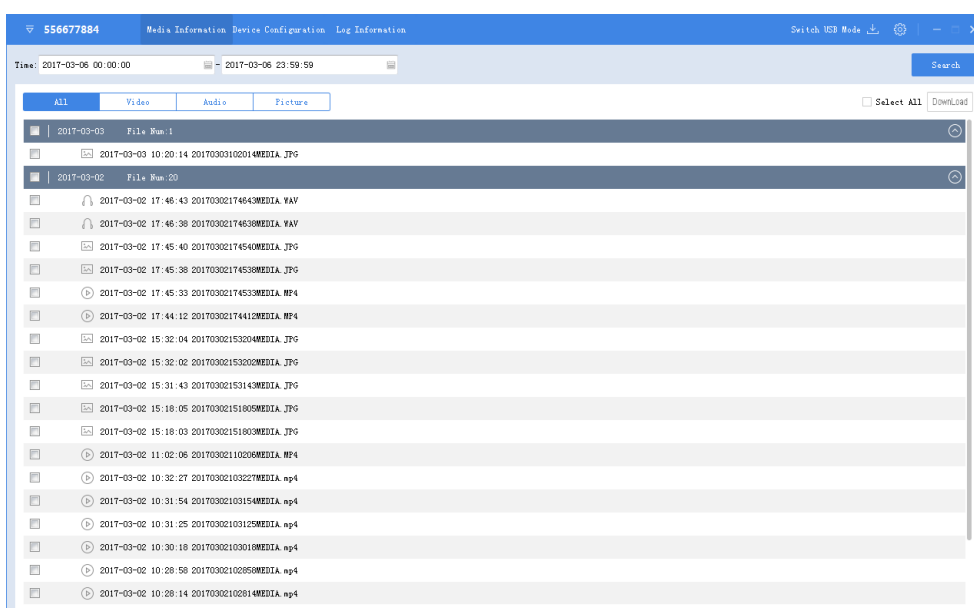 556677884 Media Information Device Configuration Log Information Switch USB Mode
Time: 2017-03-06 00:00:00 - 2017-03-06 23:59:59 Search
All Video Audio Picture Select All DownLoad
2017-03-03 File Num:1
2017-03-03 10:20:14 20170303102014MEDIA.JPG
2017-03-02 File Num:20
2017-03-02 17:46:43 20170302174643MEDIA.WAV
2017-03-02 17:46:38 20170302174638MEDIA.WAV
2017-03-02 17:45:40 20170302174540MEDIA.JPG
2017-03-02 17:45:38 20170302174538MEDIA.JPG
2017-03-02 17:45:33 20170302174533MEDIA.MP4
2017-03-02 17:44:12 20170302174412MEDIA.MP4
2017-03-02 15:32:04 20170302153204MEDIA.JPG
2017-03-02 15:32:02 20170302153202MEDIA.JPG
2017-03-02 15:31:43 20170302153143MEDIA.JPG
2017-03-02 15:18:05 20170302151805MEDIA.JPG
2017-03-02 15:18:03 20170302151803MEDIA.JPG
2017-03-02 11:02:06 20170302110206MEDIA.MP4
2017-03-02 10:32:27 20170302103227MEDIA.mp4
2017-03-02 10:31:54 20170302103154MEDIA.mp4
2017-03-02 10:31:25 20170302103125MEDIA.mp4
2017-03-02 10:30:18 20170302103018MEDIA.mp4
2017-03-02 10:28:58 20170302102858MEDIA.mp4
2017-03-02 10:28:14 20170302102814MEDIA.mp4